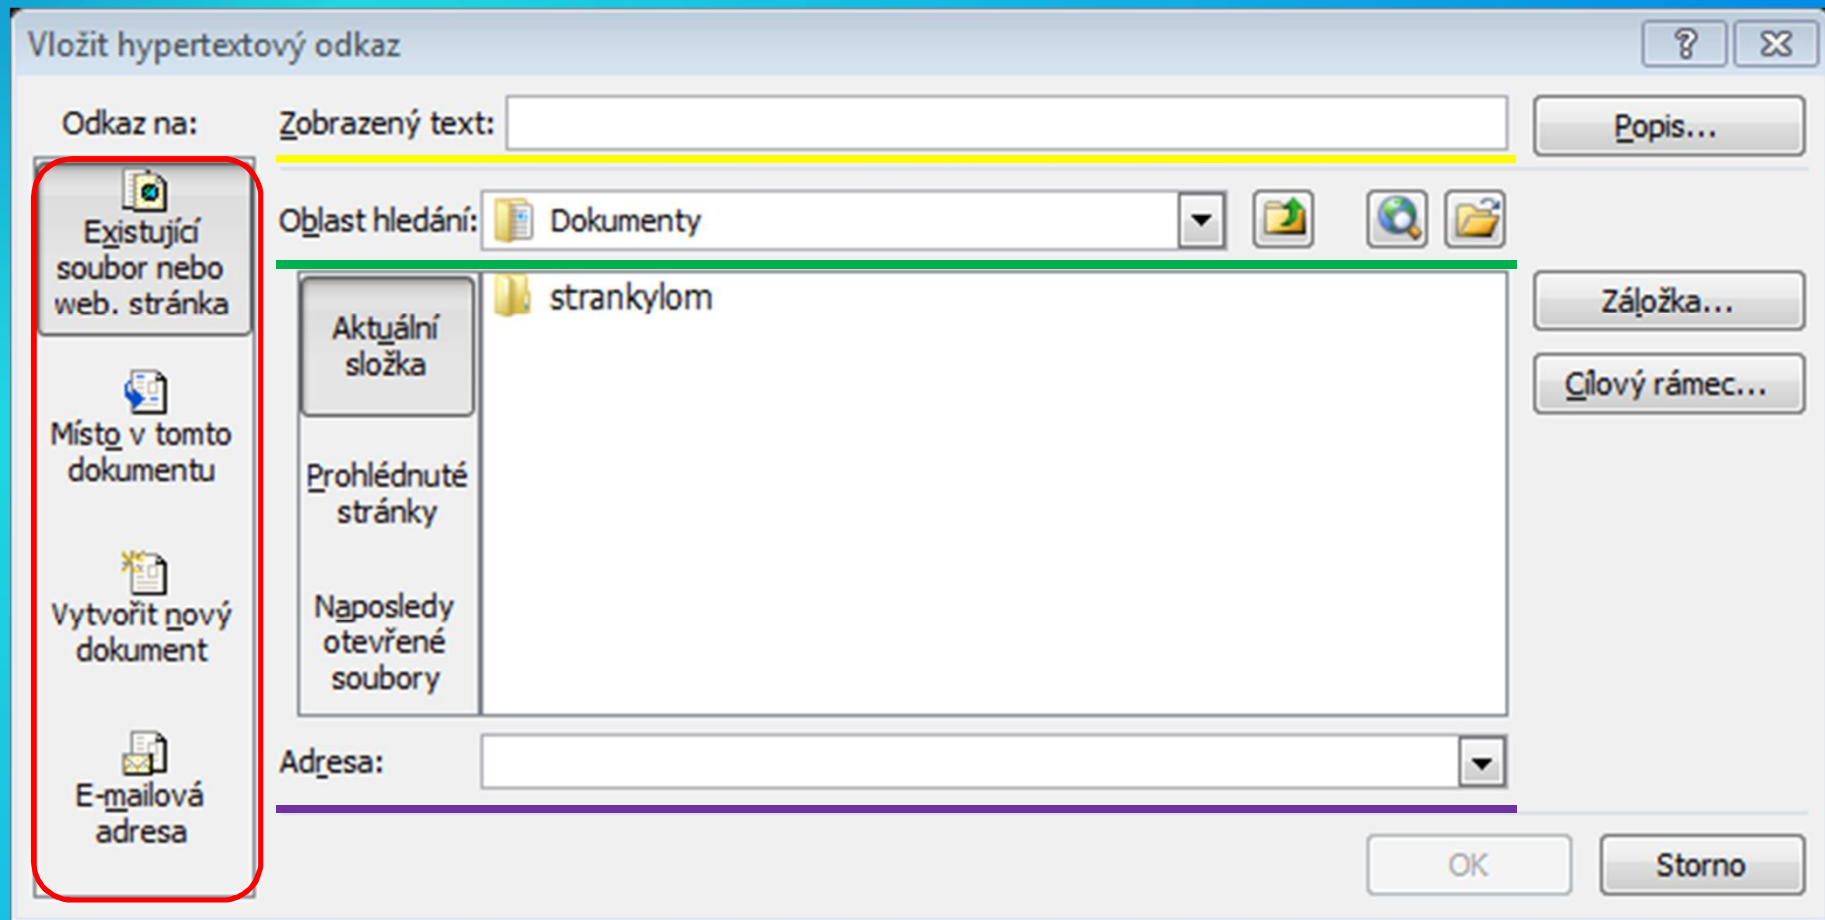 Vložit hypertextový odkaz
Odkaz na:
Zobrazený text:
Popis...
Existující
soubor nebo
web. stránka
Místo v tomto
dokumentu
Vytvořit nový
dokument
E-mailová
adresa
Oblast hledání:
Dokumenty
Aktuální
složka
Prohlédnuté
stránky
Naposledy
otevřené
soubory
strankylom
Záložka...
Cílový rámec...
Adresa:
OK
Storno